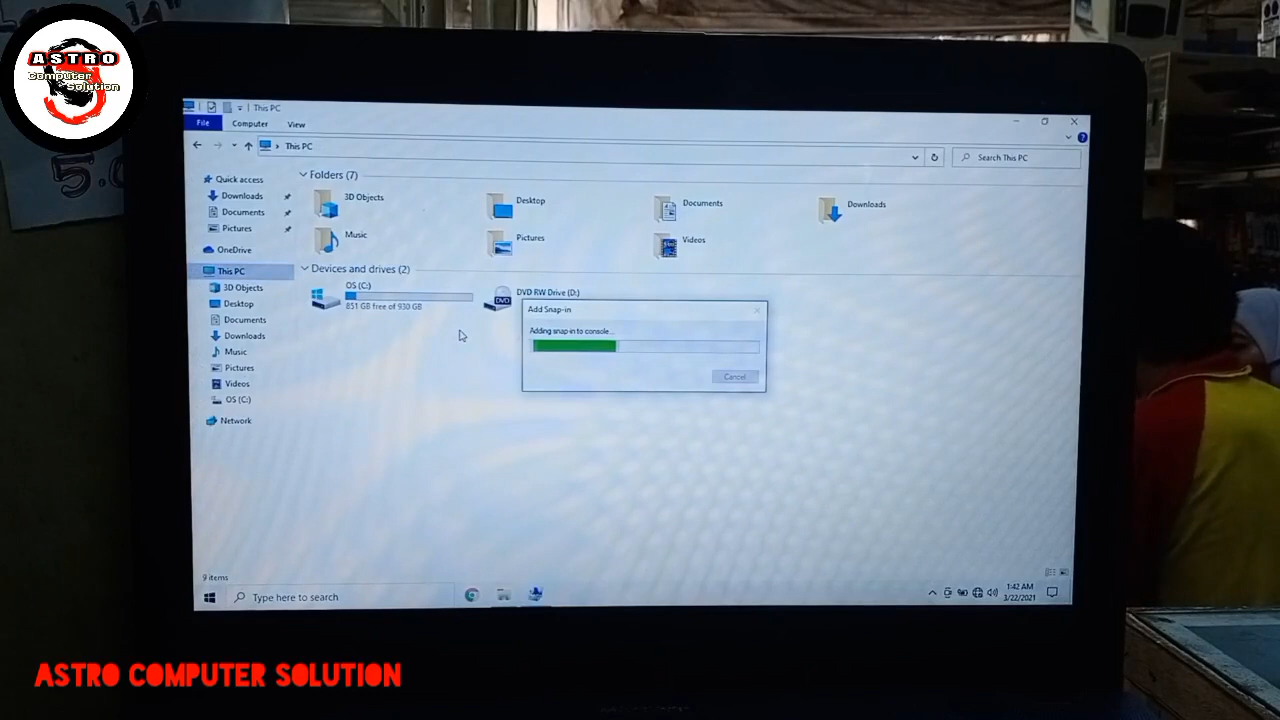 ASTRO
Computer
Solution
5.0
This PC
File Computer View
This PC
Search This PC
Quick access
Downloads
Documents
Pictures
OneDrive
This PC
3D Objects
Desktop
Documents
Downloads
Music
Pictures
Videos
OS (C:)
Network
Folders (7)
3D Objects
Desktop
Documents
Downloads
Music
Pictures
Videos
Devices and drives (2)
OS (C:)
851 GB free of 930 GB
DVD RW Drive (D:)
DVD
Add Snap-in
Adding snap-in to console...
Cancel
9 items
Type here to search
1:42 AM
3/22/2021
ASTRO COMPUTER SOLUTION